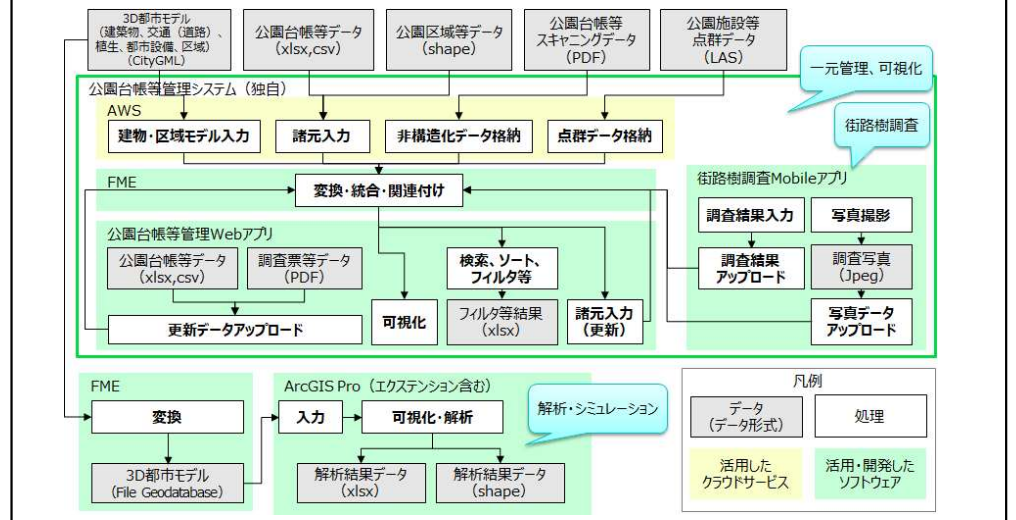 3D都市モデル
(建築物、交通（道路）、
植生、都市設備、区域)
(CityGML)
公園台帳等データ
(xlsx,csv)
公園区域等データ
(shape)
公園台帳等
スキャニングデータ
(PDF)
公園施設等
点群データ
(LAS)
一元管理、可視化
公園台帳等管理システム（独自）
AWS
建物・区域モデル入力
諸元入力
非構造化データ格納
点群データ格納
街路樹調査
FME
変換・統合・関連付け
街路樹調査Mobileアプリ
調査結果入力
写真撮影
調査結果
アップロード
調査写真
(Jpeg)
写真データ
アップロード
公園台帳等管理Webアプリ
公園台帳等データ
(xlsx,csv)
調査票等データ
(PDF)
更新データアップロード
可視化
検索、ソート、
フィルタ等
フィルタ等結果
(xlsx)
諸元入力
(更新)
FME
変換
3D都市モデル
(File Geodatabase)
ArcGIS Pro（エクステンション含む）
入力
可視化・解析
解析結果データ
(xlsx)
解析結果データ
(shape)
解析・シミュレーション
凡例
データ
(データ形式)
処理
活用した
クラウドサービス
活用・開発した
ソフトウェア